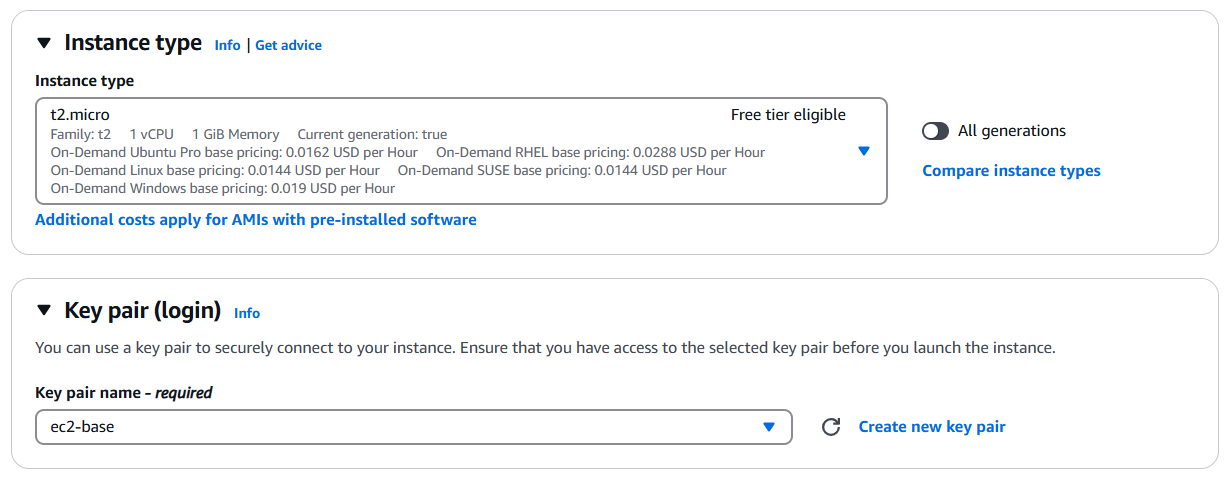 Instance type Info | Get advice
Instance type
t2.micro Free tier eligible
Family: t2 1 vCPU 1 GiB Memory Current generation: true
On-Demand Ubuntu Pro base pricing: 0.0162 USD per Hour On-Demand RHEL base pricing: 0.0288 USD per Hour
On-Demand Linux base pricing: 0.0144 USD per Hour On-Demand SUSE base pricing: 0.0144 USD per Hour
On-Demand Windows base pricing: 0.019 USD per Hour
All generations
Compare instance types
Additional costs apply for AMIs with pre-installed software
Key pair (login) Info
You can use a key pair to securely connect to your instance. Ensure that you have access to the selected key pair before you launch the instance.
Key pair name - required
ec2-base
Create new key pair